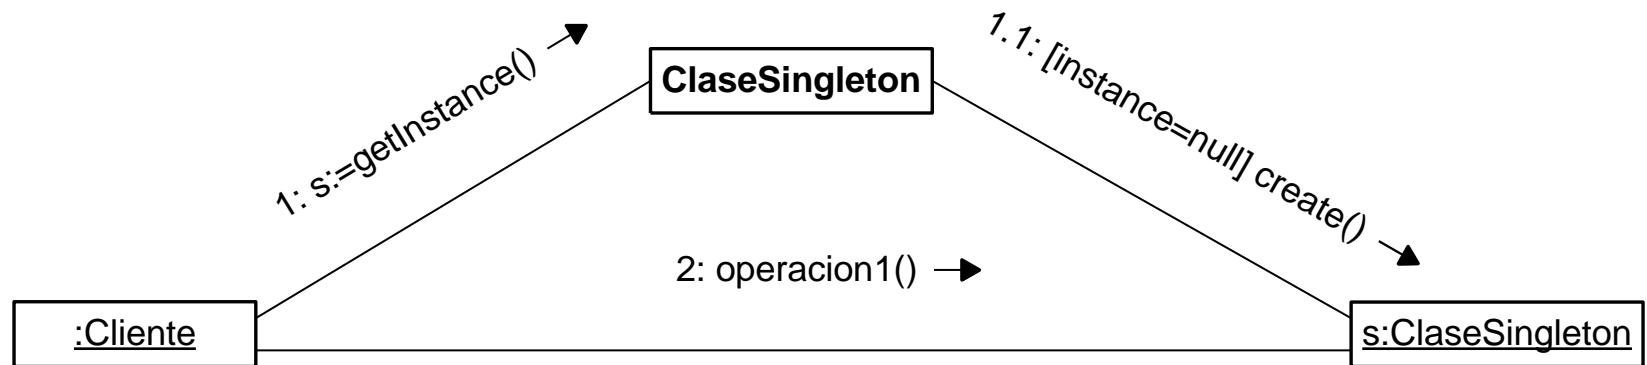 1: s:=getInstance()
ClaseSingleton
1.1: [instance=null] create()
2: operacion1()
:Cliente
s:ClaseSingleton